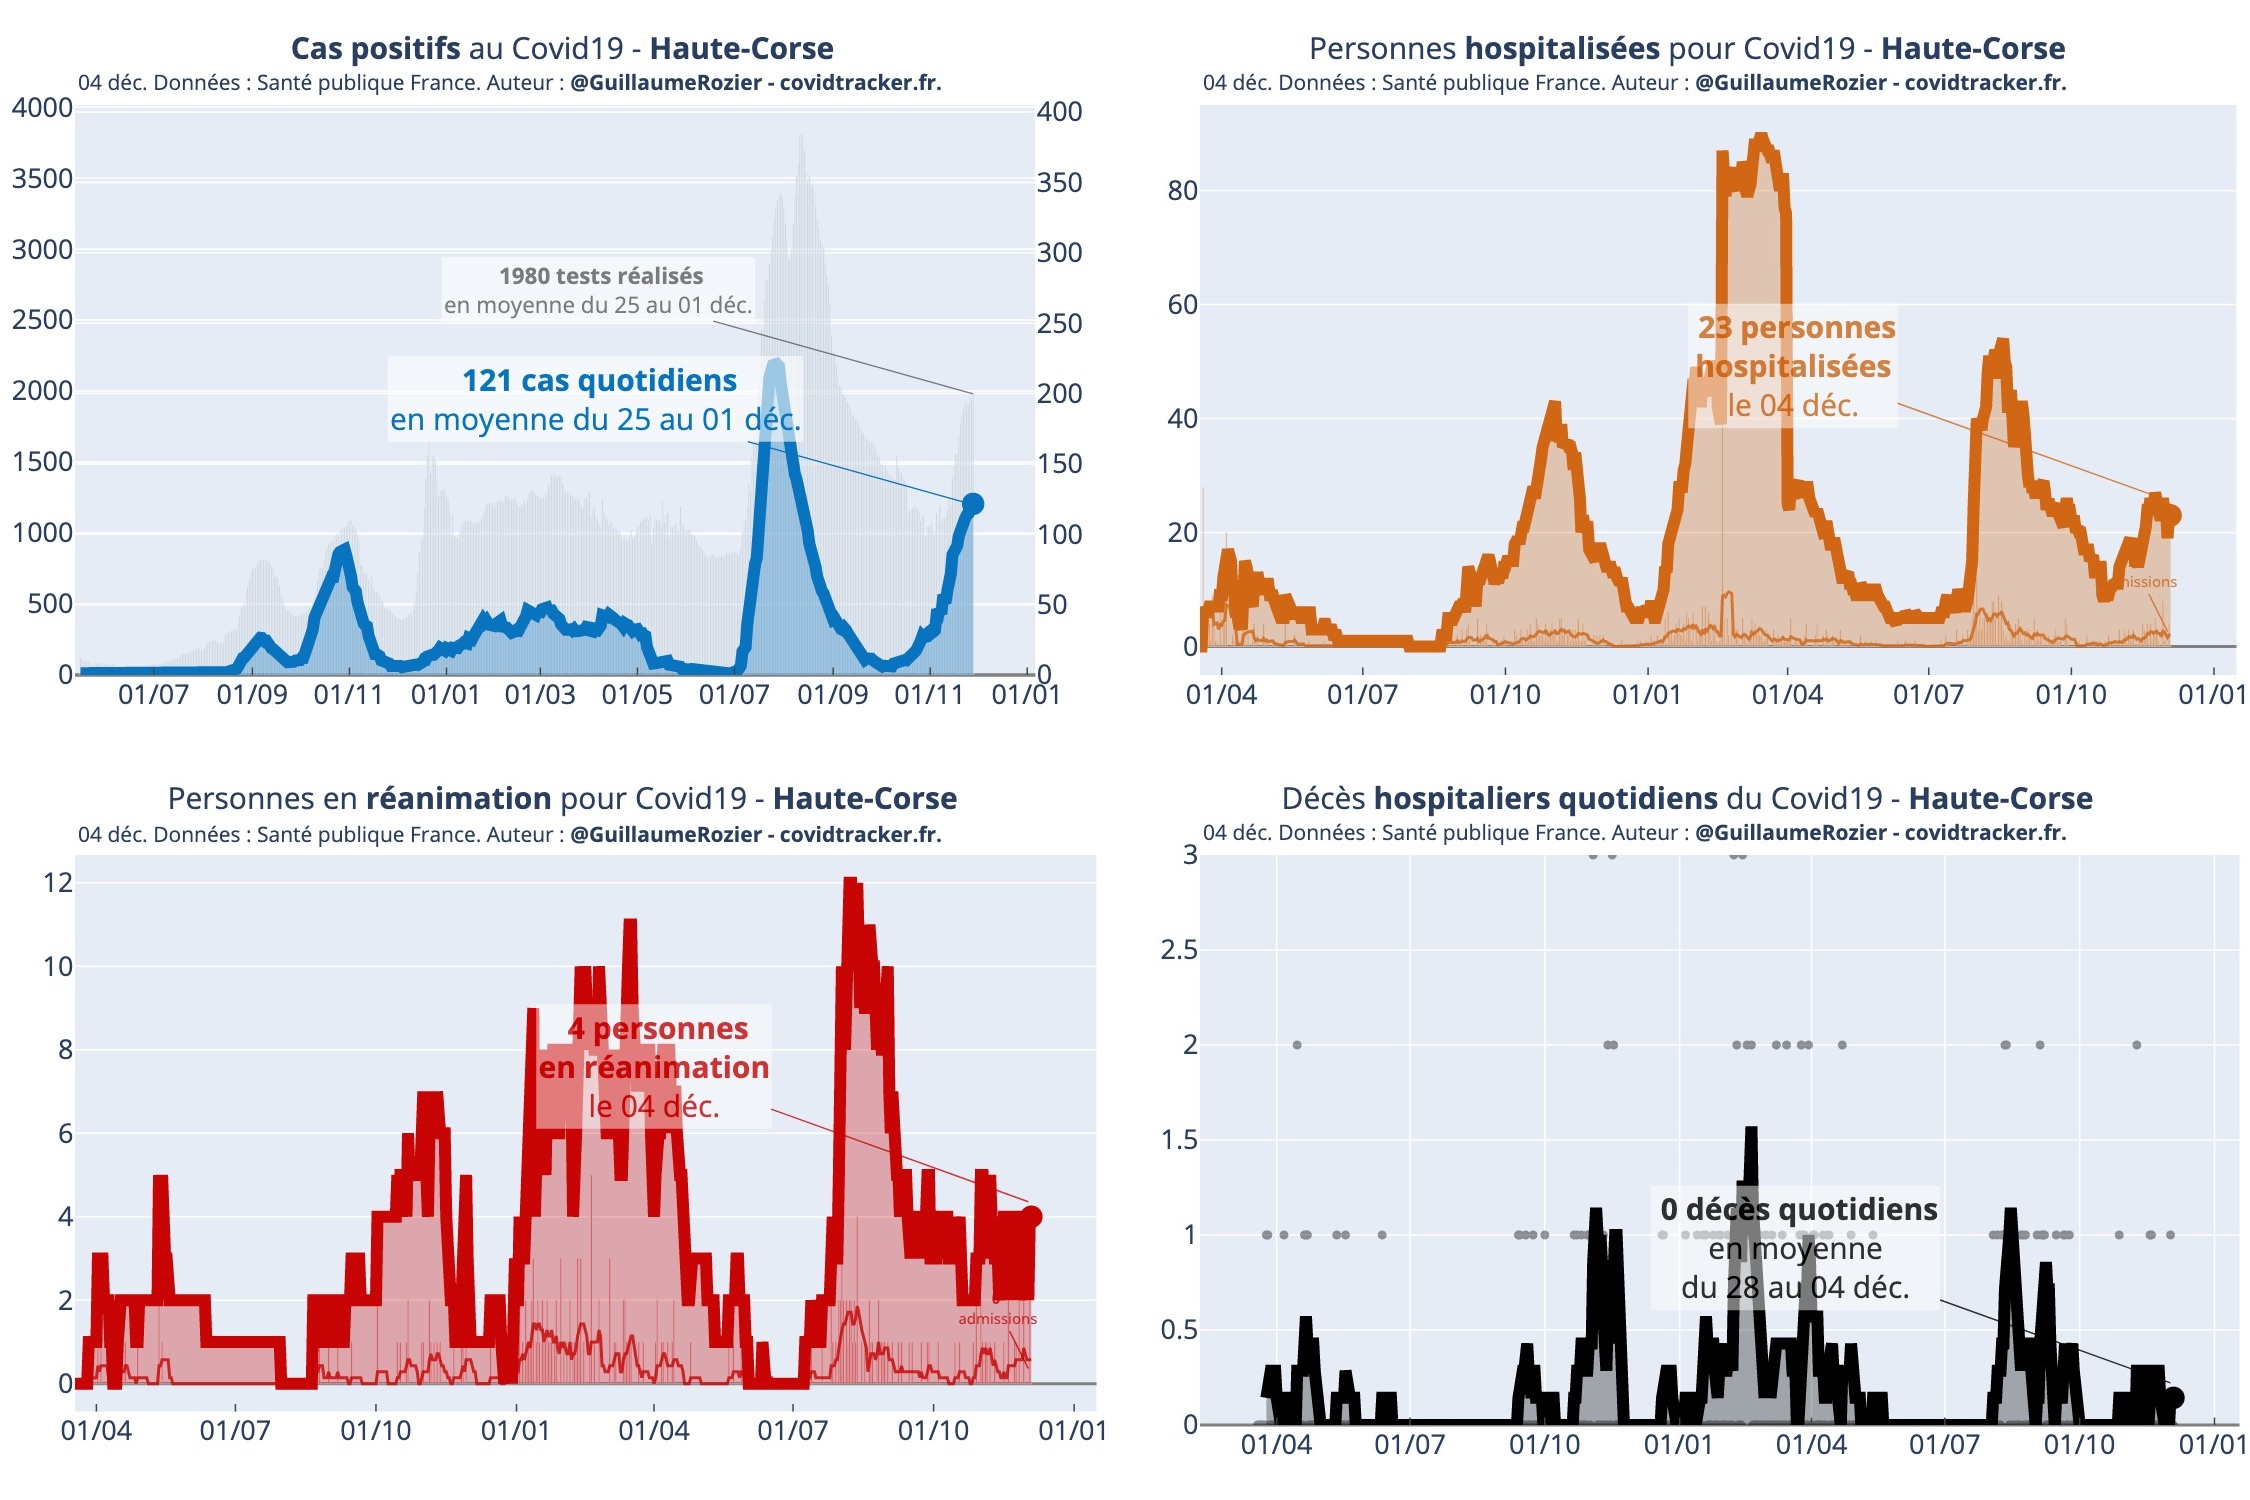 Cas positifs au Covid19 - Haute-Corse
04 déc. Données : Santé publique France. Auteur : @GuillaumeRozier - covidtracker.fr.
4000
3500
3000
2500
2000
1500
1000
500
0
400
350
300
250
200
150
100
50
0
1980 tests réalisés
en moyenne du 25 au 01 déc.
121 cas quotidiens
en moyenne du 25 au 01 déc.
01/07 01/09 01/11 01/01 01/03 01/05 01/07 01/09 01/11 01/01
Personnes hospitalisées pour Covid19 - Haute-Corse
04 déc. Données : Santé publique France. Auteur : @GuillaumeRozier - covidtracker.fr.
80
60
40
20
0
23 personnes
hospitalisées
le 04 déc.
missions
01/04 01/07 01/10 01/01 01/04 01/07 01/10 01/01
Personnes en réanimation pour Covid19 - Haute-Corse
04 déc. Données : Santé publique France. Auteur : @GuillaumeRozier - covidtracker.fr.
12
10
8
6
4
2
0
4 personnes
en réanimation
le 04 déc.
admissions
01/04 01/07 01/10 01/01 01/04 01/07 01/10 01/01
Décès hospitaliers quotidiens du Covid19 - Haute-Corse
04 déc. Données : Santé publique France. Auteur : @GuillaumeRozier - covidtracker.fr.
3
2.5
2
1.5
1
0.5
0
0 décès quotidiens
en moyenne
du 28 au 04 déc.
01/04 01/07 01/10 01/01 01/04 01/07 01/10 01/01